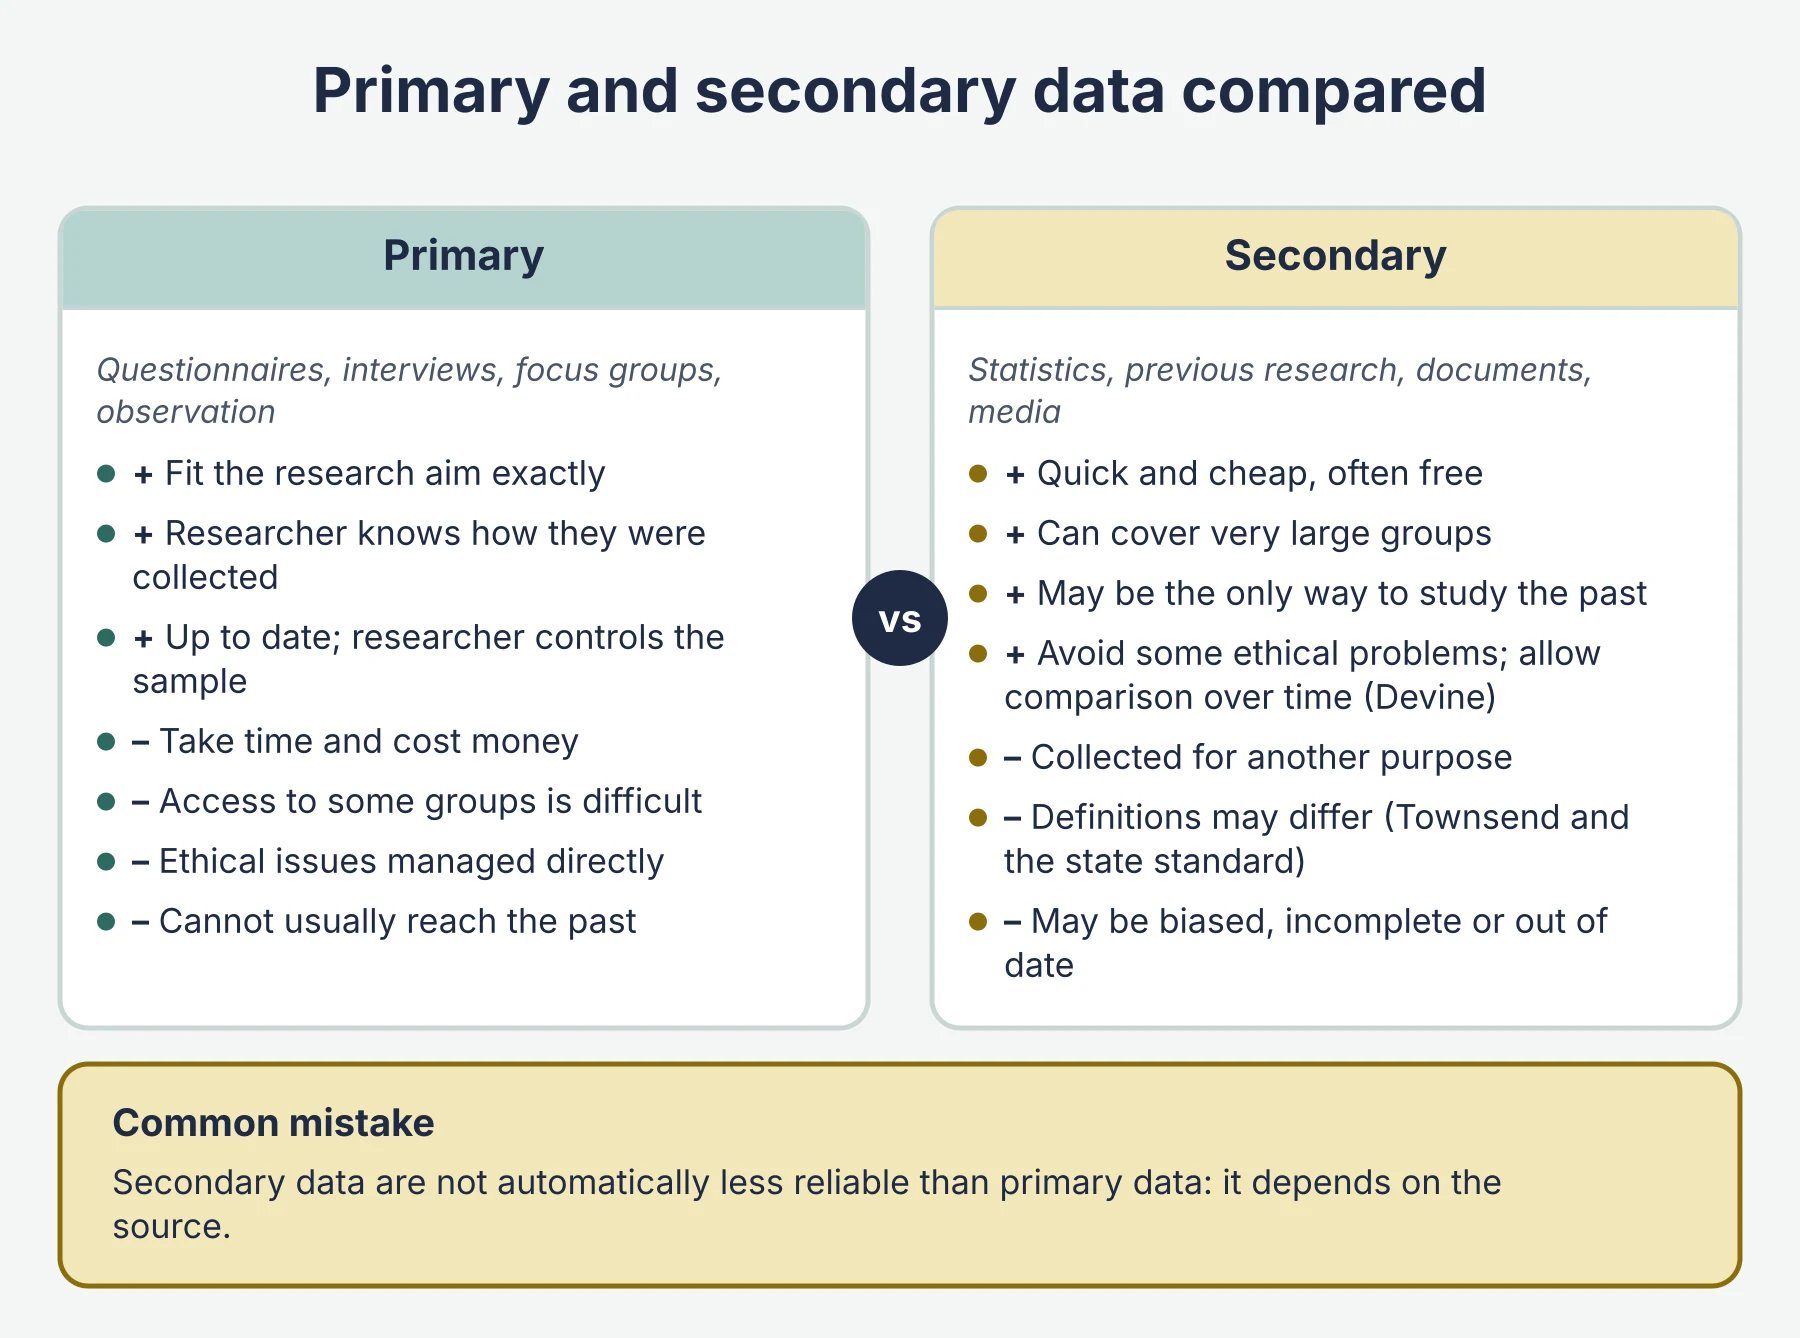 Primary and secondary data compared
Primary
Questionnaires, interviews, focus groups,
observation
+ Fit the research aim exactly
+ Researcher knows how they were
collected
+ Up to date; researcher controls the
sample
– Take time and cost money
– Access to some groups is difficult
– Ethical issues managed directly
– Cannot usually reach the past
vs
Secondary
Statistics, previous research, documents,
media
+ Quick and cheap, often free
+ Can cover very large groups
+ May be the only way to study the past
+ Avoid some ethical problems; allow
comparison over time (Devine)
– Collected for another purpose
– Definitions may differ (Townsend and
the state standard)
– May be biased, incomplete or out of
date
Common mistake
Secondary data are not automatically less reliable than primary data: it depends on the
source.